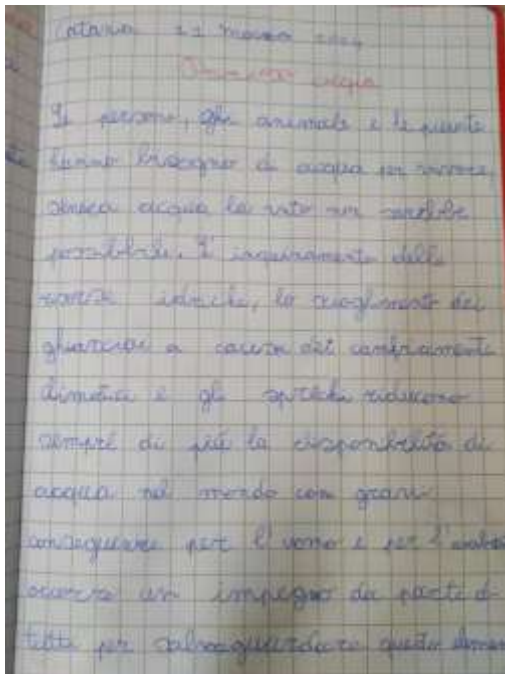 Catania 22 marzo 2024
acqua
Le persone, gli animali e le piante
hanno bisogno di acqua per vivere,
senza acqua la vita non sarebbe
possibile. L'inquinamento delle
risorse idriche, lo scioglimento dei
ghiacciai a causa dei cambiamenti
climatici e gli sprechi riducono
sempre di più la disponibilità di
acqua nel mondo con gravi
conseguenze per l'uomo e per l'
occorre un impegno da parte di
tutti per salvaguardare questo